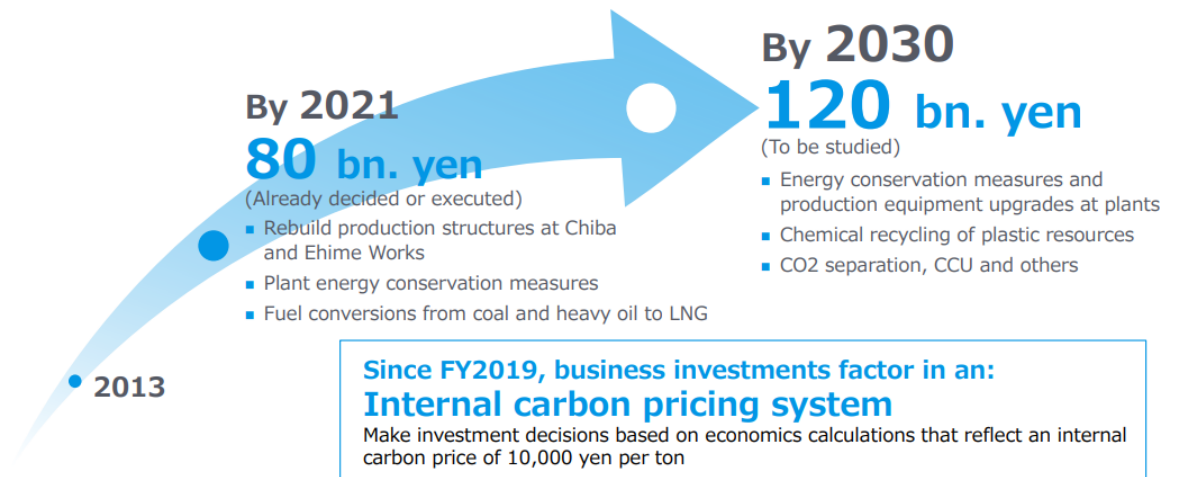 By 2030
120 bn. yen
(To be studied)
■ Energy conservation measures and
production equipment upgrades at plants
■ Chemical recycling of plastic resources
■ CO2 separation, CCU and others
By 2021
80 bn. yen
(Already decided or executed)
■ Rebuild production structures at Chiba
and Ehime Works
■ Plant energy conservation measures
■ Fuel conversions from coal and heavy oil to LNG
2013
Since FY2019, business investments factor in an:
Internal carbon pricing system
Make investment decisions based on economics calculations that reflect an internal
carbon price of 10,000 yen per ton